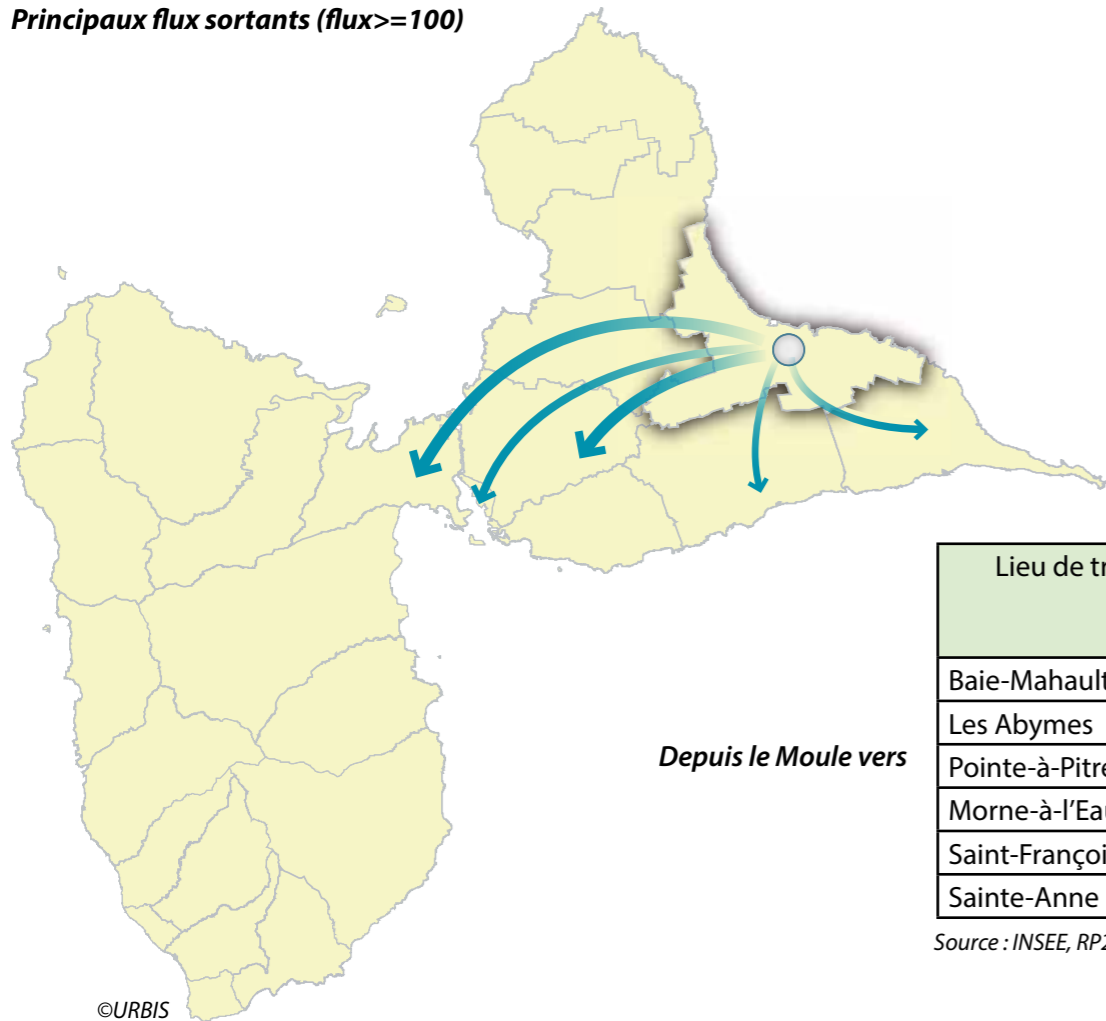 Principaux flux sortants (flux>=100)
Lieu de tr
Baie-Mahault
Les Abymes
Depuis le Moule vers
Pointe-à-Pitre
Morne-à-l'Eau
Saint-Françoi
Sainte-Anne
Source : INSEE, RP2
©URBIS